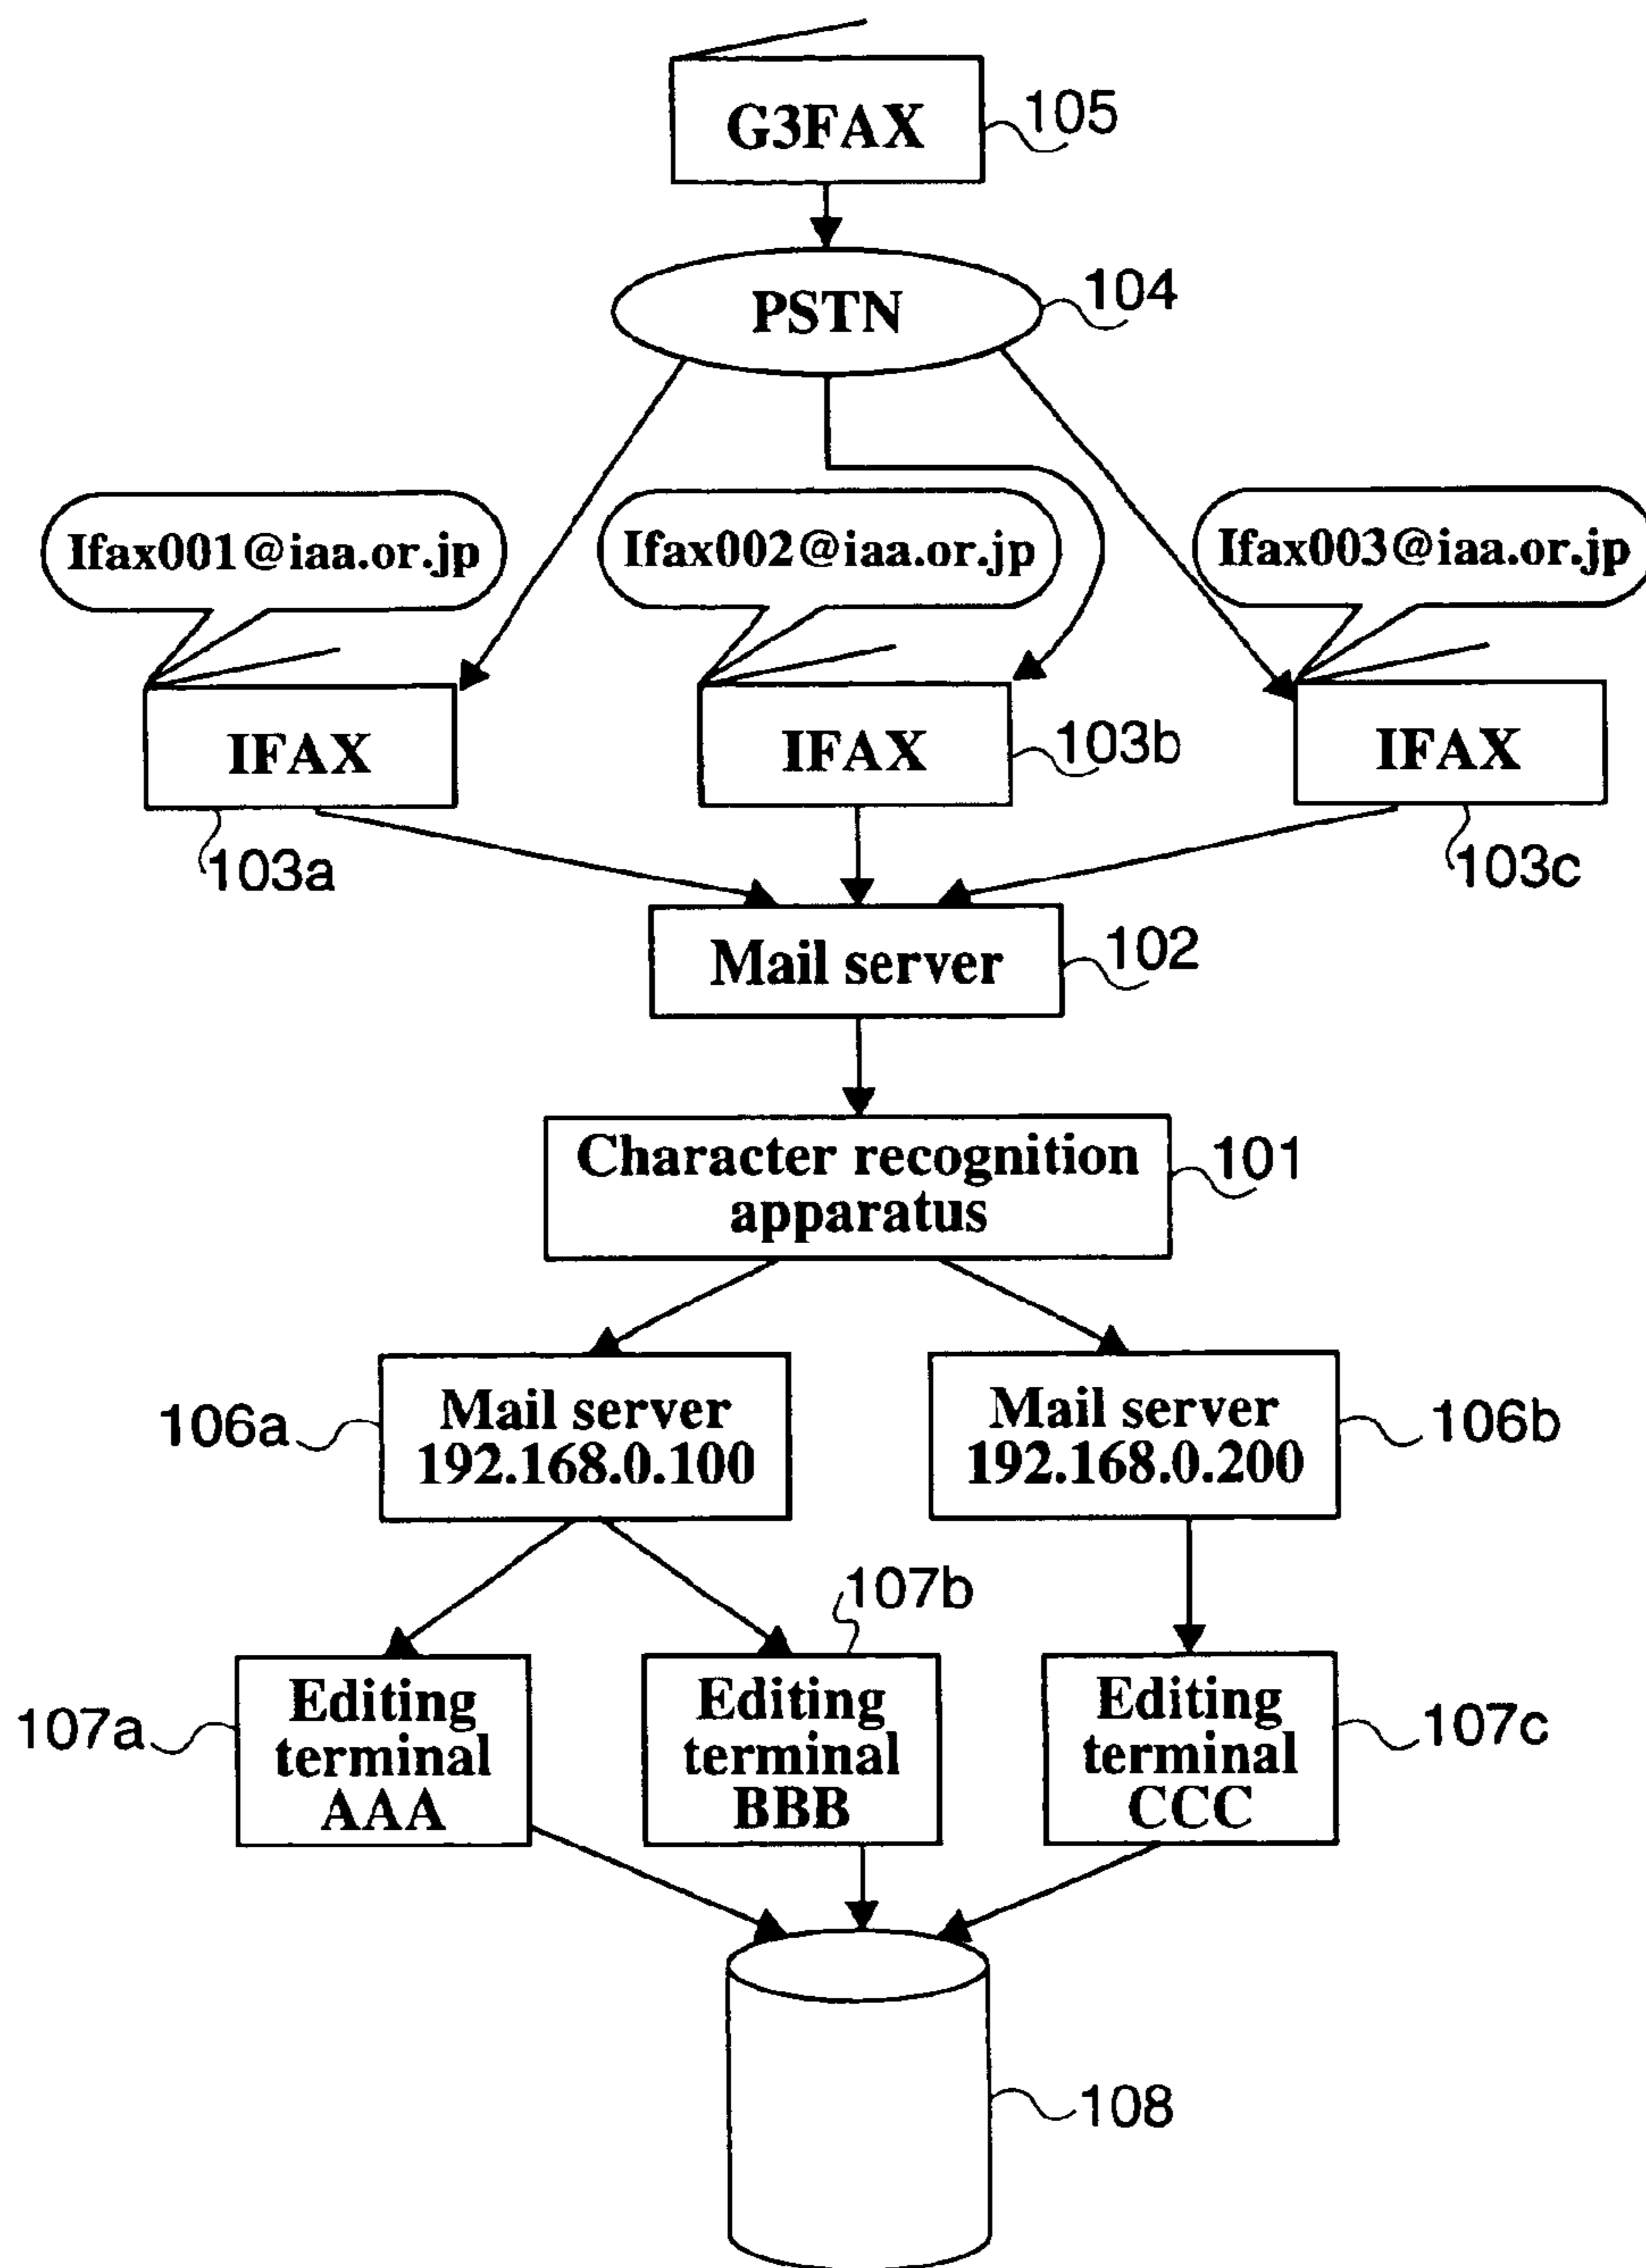 G3FAX
105
PSTN
104
Ifax001@iaa.or.jp
Ifax002@iaa.or.jp
Ifax003@iaa.or.jp
IFAX
IFAX
103b
IFAX
103a
103c
Mail server
102
Character recognition
apparatus
101
106a
Mail server
192.168.0.100
Mail server
192.168.0.200
106b
107b
107a
Editing
terminal
AAA
Editing
terminal
BBB
Editing
terminal
CCC
107c
108